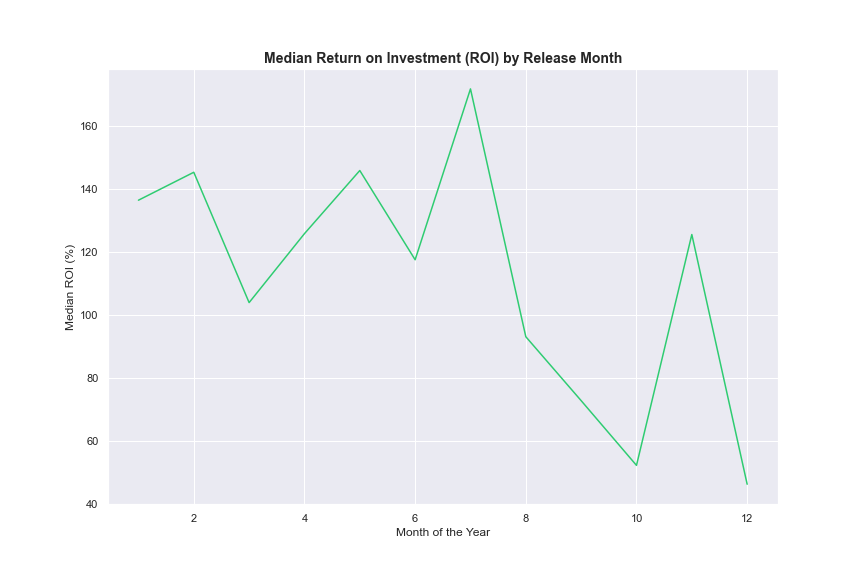 Median Return on Investment (ROI) by Release Month
Median ROI (%)
160
140
120
100
80
60
40
2 4 6 8 10 12
Month of the Year